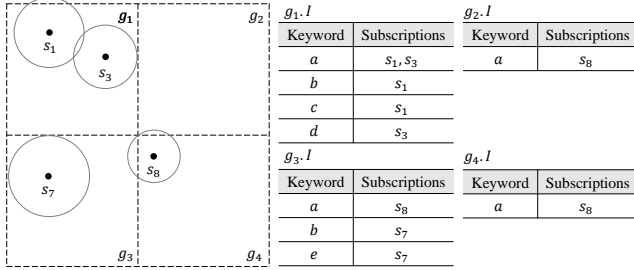 g₁
g₂
s₁
s₃
s₇
s₈
g₃
g₄
g₁.I
Keyword Subscriptions
a s₁, s₃
b s₁
c s₁
d s₃
g₂.I
Keyword Subscriptions
a s₈
g₃.I
Keyword Subscriptions
a s₈
b s₇
e s₇
g₄.I
Keyword Subscriptions
a s₈